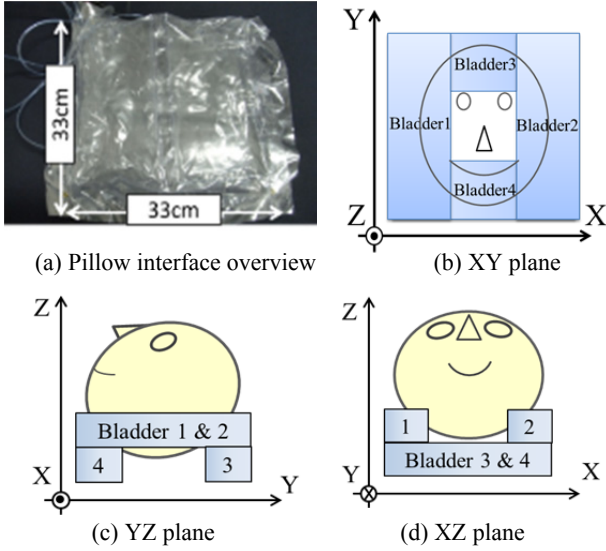 33cm
33cm
(a) Pillow interface overview
Y
Bladder3
Bladder1
Bladder2
Bladder4
Z
X
(b) XY plane
Z
Bladder 1 & 2
4
3
X
Y
(c) YZ plane
Z
1
2
Bladder 3 & 4
Y
X
(d) XZ plane